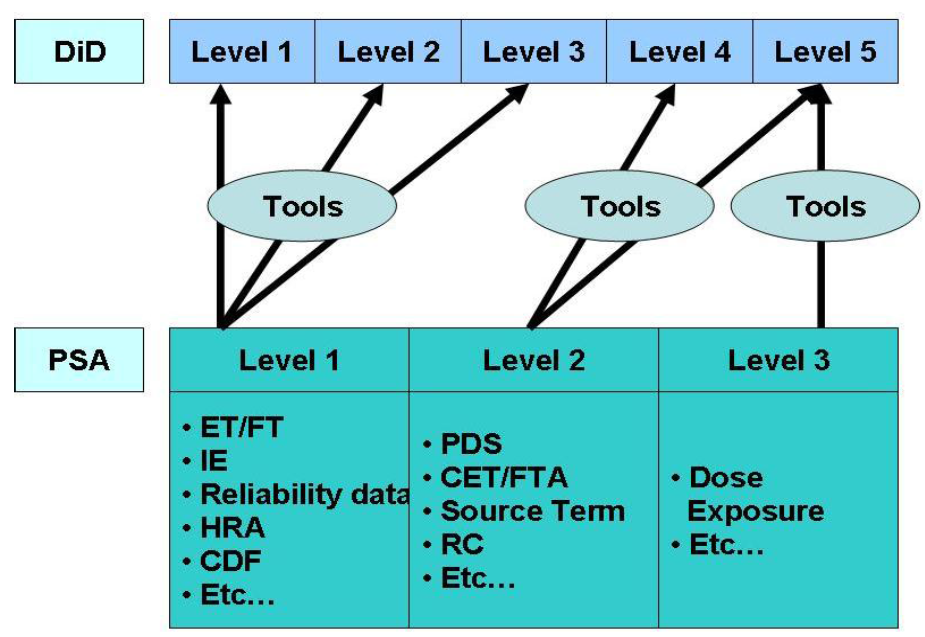 DiD
Level 1
Level 2
Level 3
Level 4
Level 5
Tools
Tools
Tools
PSA
Level 1
Level 2
Level 3
• ET/FT
• IE
• Reliability data
• HRA
• CDF
• Etc…
• PDS
• CET/FTA
• Source Term
• RC
• Etc…
• Dose
Exposure
• Etc…